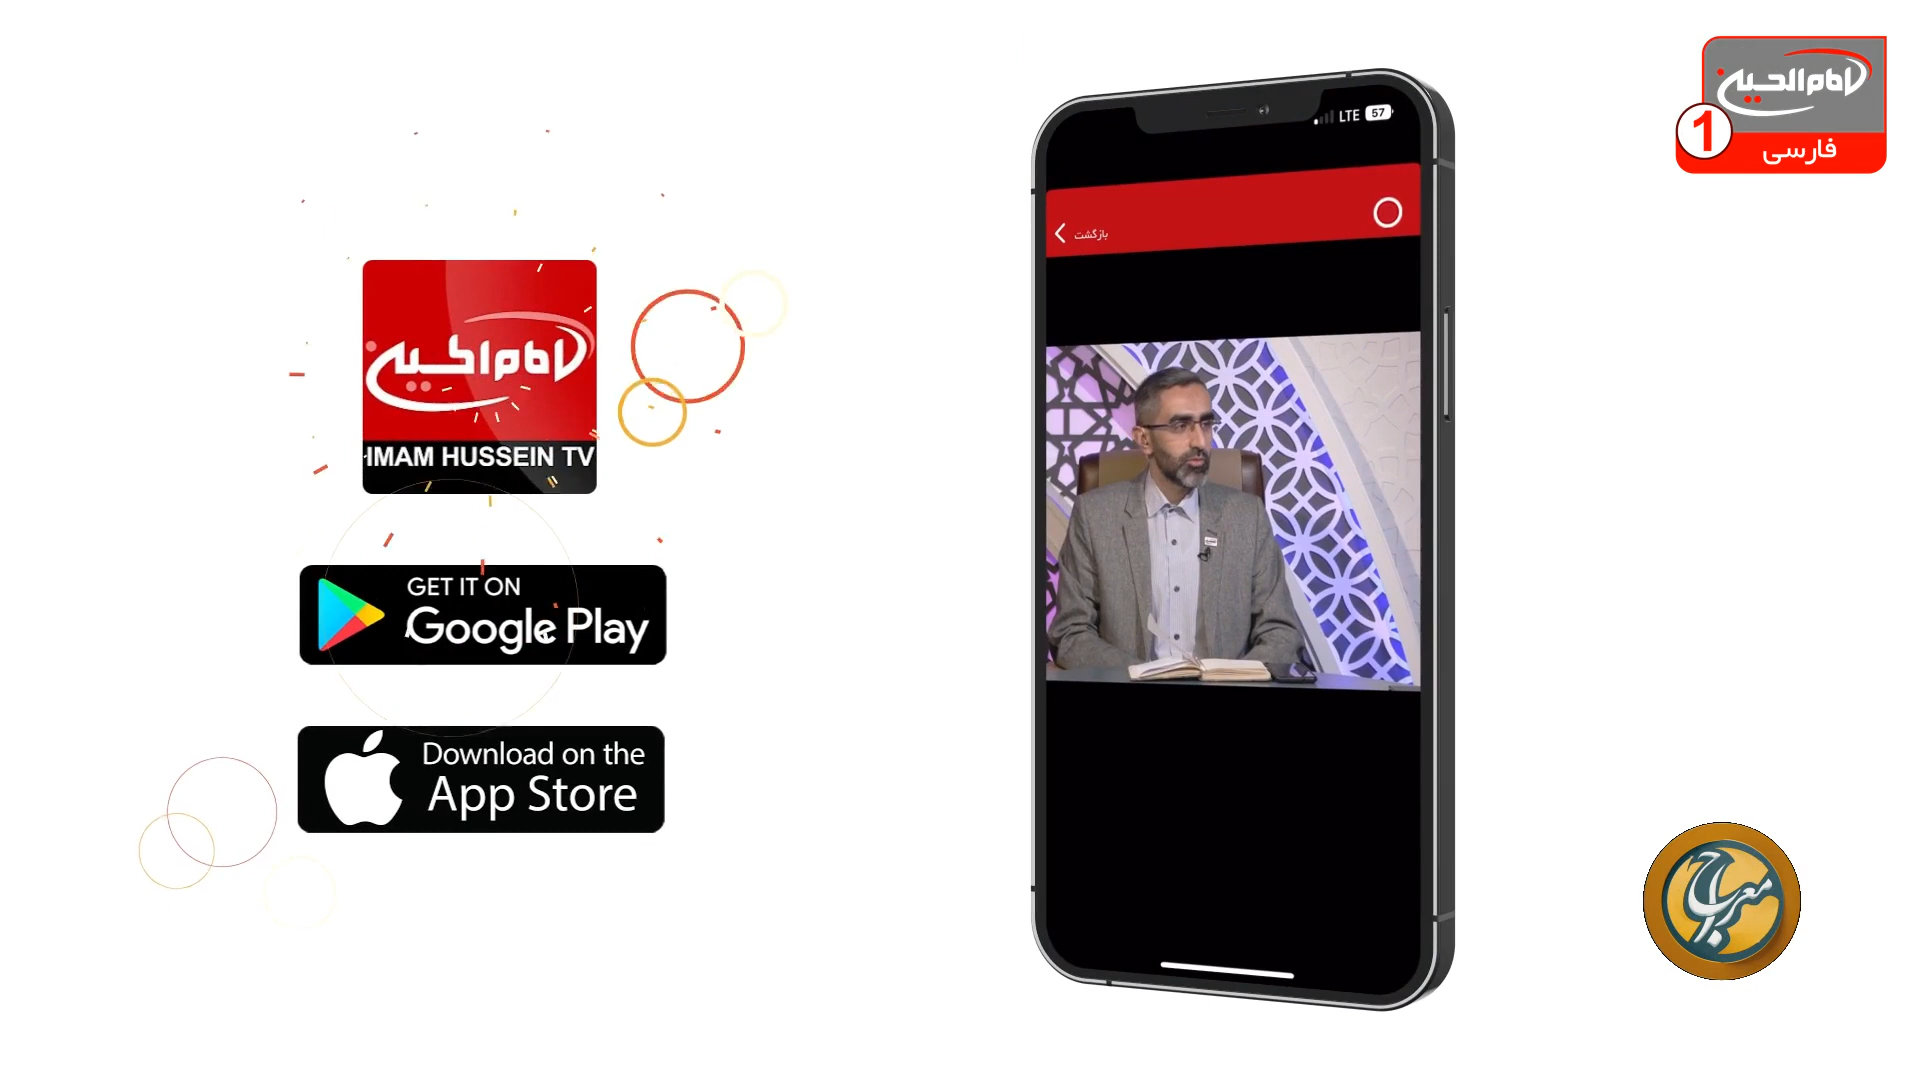 امام الحسین
IMAM HUSSEIN TV
GET IT ON
Google Play
Download on the
App Store
LTE 57
بازگشت
امام الحسین
1
فارسی
معراج